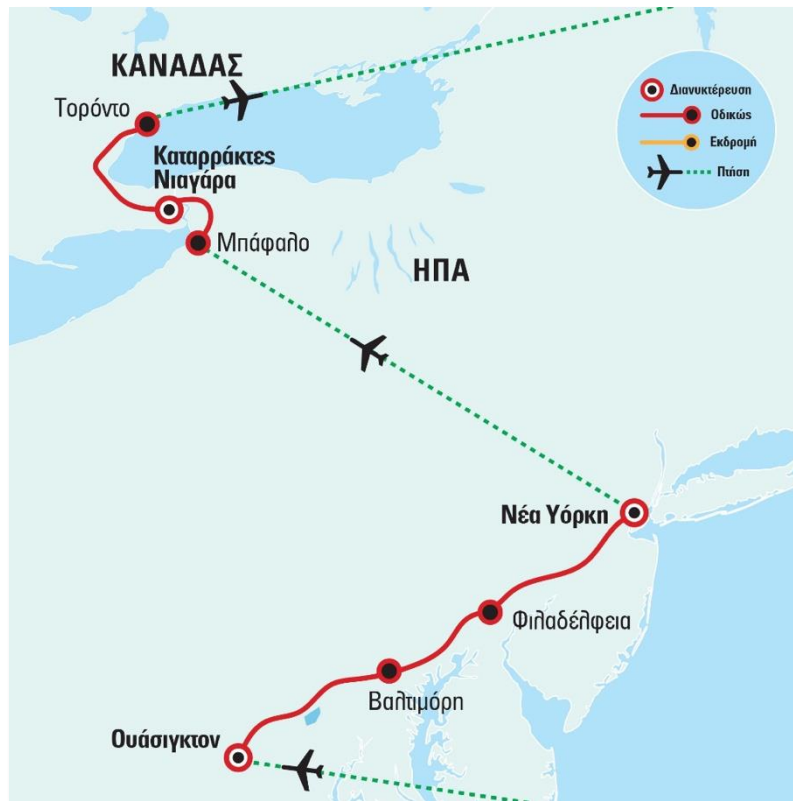 ΚΑΝΑΔΑΣ
Τορόντο
Καταρράκτες
Νιαγάρα
Μπάφαλο
ΗΠΑ
Διανυκτέρευση
Οδικώς
Εκδρομή
Πτήση
Νέα Υόρκη
Φιλαδέλφεια
Βαλτιμόρη
Ουάσιγκτον